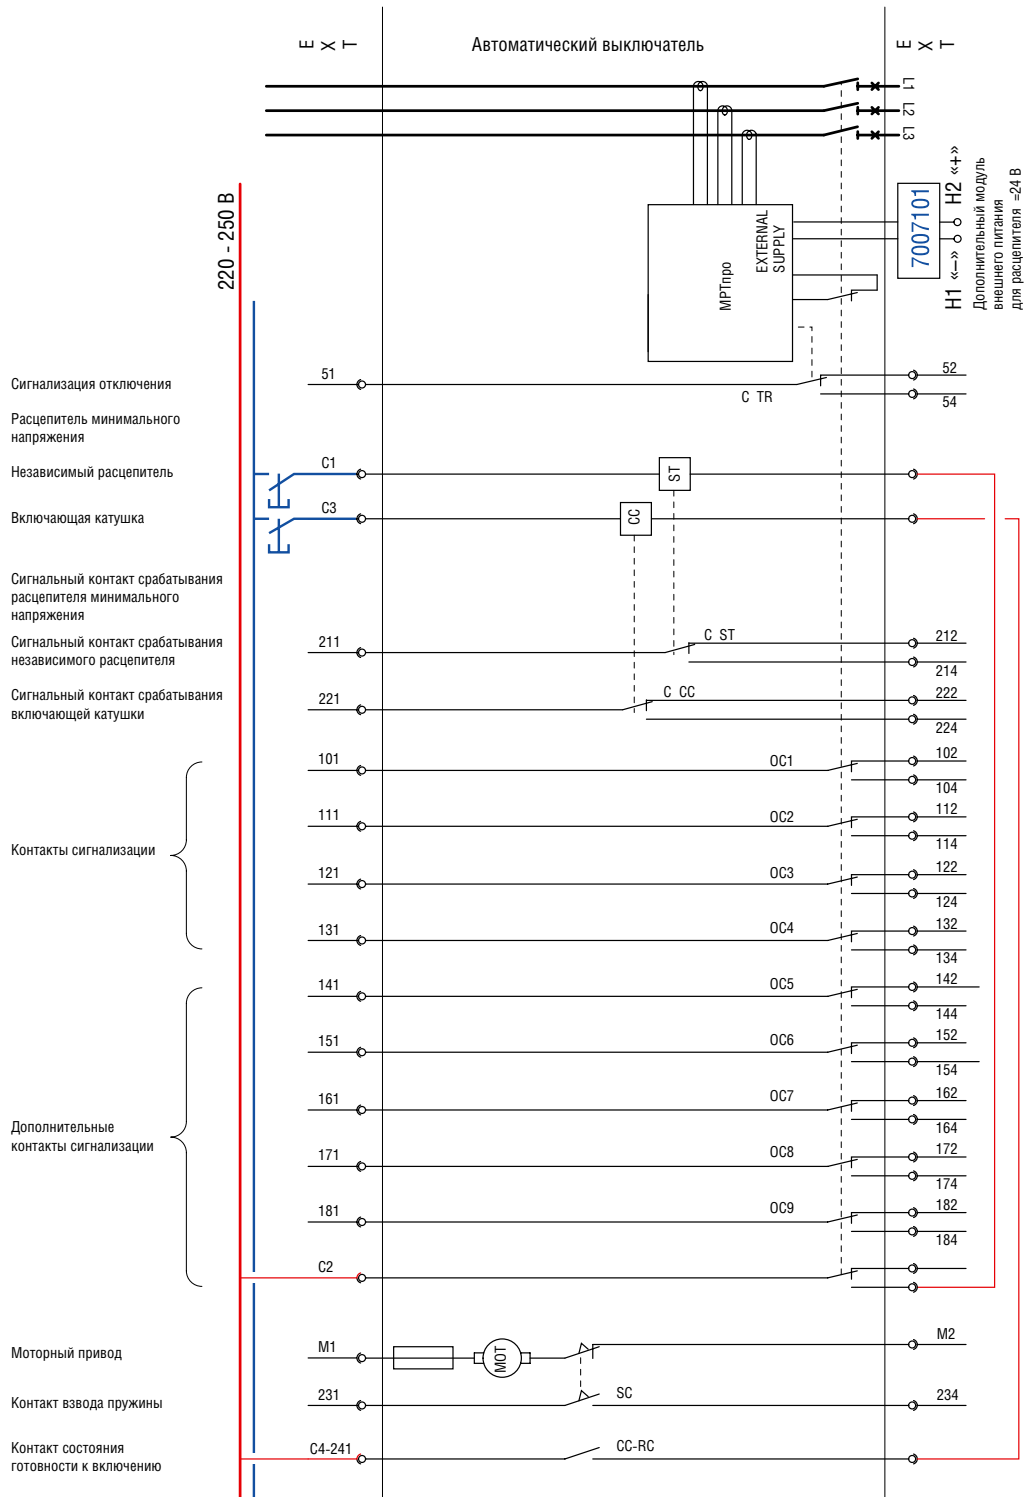 Е Х Т
Автоматический выключатель
Е Х Т
L1
L2
L3
220 - 250 В
МРТпро
EXTERNAL
SUPPLY
7007101
H1 «–» H2 «+»
Дополнительный модуль
внешнего питания
для расцепителя =24 В
Сигнализация отключения
51
C TR
52
54
Расцепитель минимального
напряжения
Независимый расцепитель
C1
ST
Включающая катушка
C3
CC
Сигнальный контакт срабатывания
расцепителя минимального
напряжения
Сигнальный контакт срабатывания
независимого расцепителя
211
C ST
212
214
Сигнальный контакт срабатывания
включающей катушки
221
C CC
222
224
Контакты сигнализации
101
OC1
102
104
111
OC2
112
114
121
OC3
122
124
131
OC4
132
134
Дополнительные
контакты сигнализации
141
OC5
142
144
151
OC6
152
154
161
OC7
162
164
171
OC8
172
174
181
OC9
182
184
C2
Моторный привод
M1
МОТ
M2
Контакт взвода пружины
231
SC
234
Контакт состояния
готовности к включению
C4-241
CC-RC